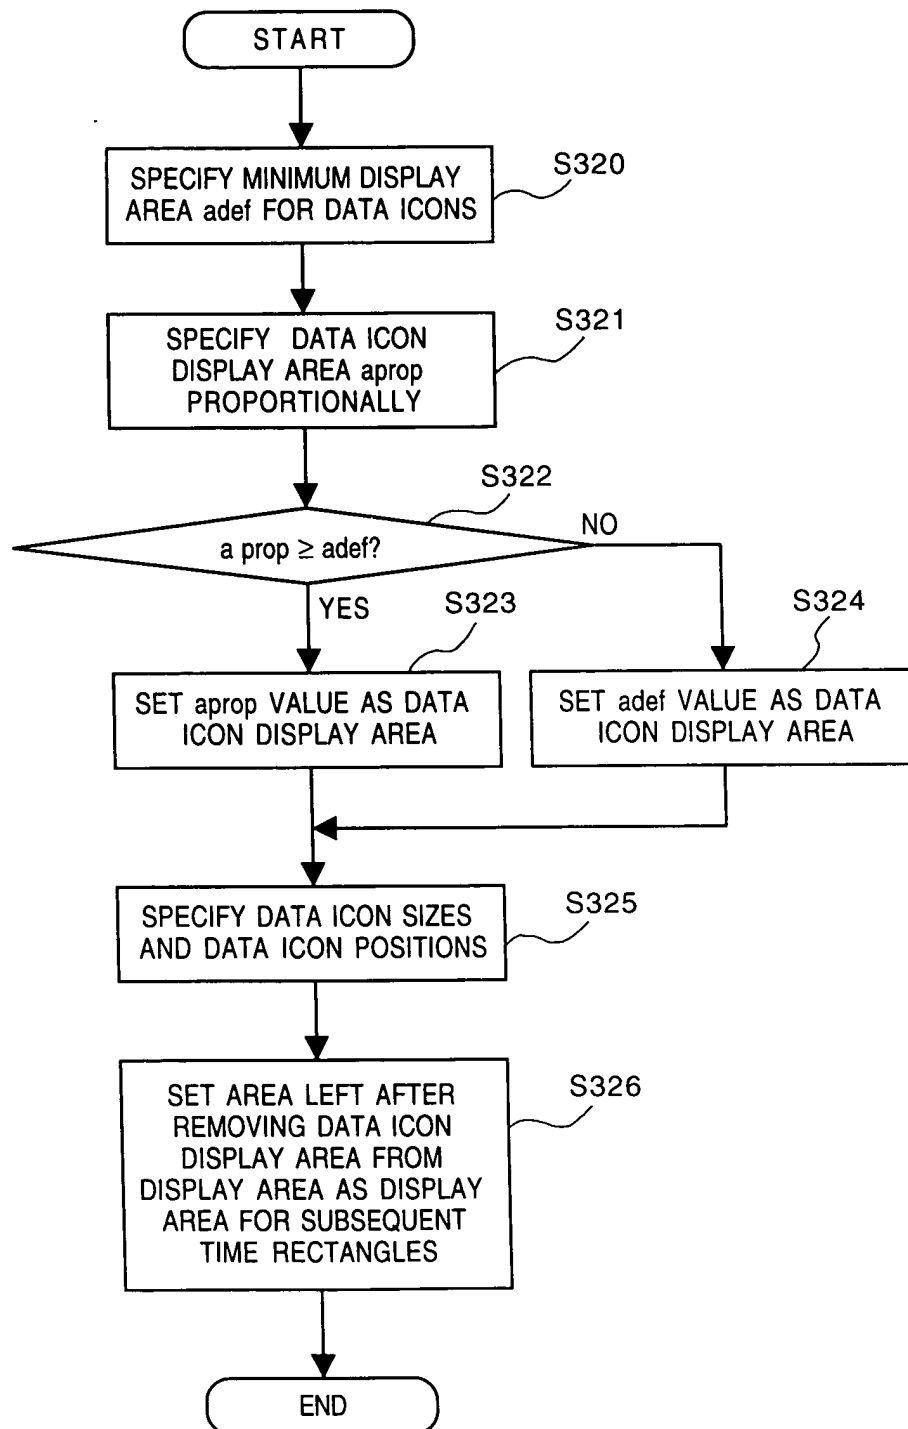 START
S320
SPECIFY MINIMUM DISPLAY
AREA adef FOR DATA ICONS
S321
SPECIFY DATA ICON
DISPLAY AREA aprop
PROPORTIONALLY
S322
a prop ≥ adef?
NO
YES
S323
SET aprop VALUE AS DATA
ICON DISPLAY AREA
S324
SET adef VALUE AS DATA
ICON DISPLAY AREA
S325
SPECIFY DATA ICON SIZES
AND DATA ICON POSITIONS
S326
SET AREA LEFT AFTER
REMOVING DATA ICON
DISPLAY AREA FROM
DISPLAY AREA AS DISPLAY
AREA FOR SUBSEQUENT
TIME RECTANGLES
END